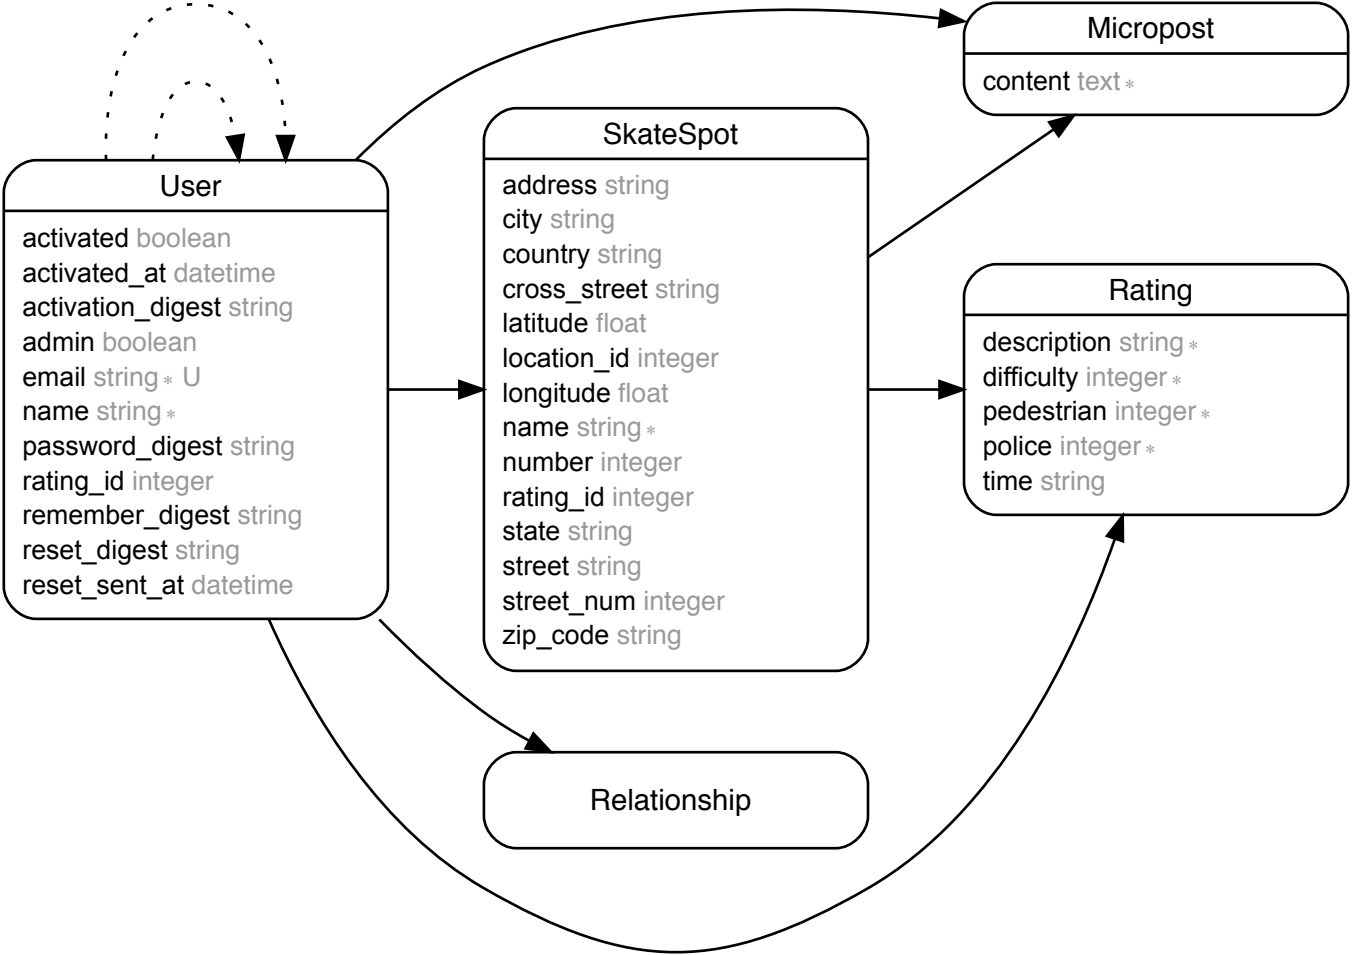 User
activated boolean
activated_at datetime
activation_digest string
admin boolean
email string * U
name string *
password_digest string
rating_id integer
remember_digest string
reset_digest string
reset_sent_at datetime
SkateSpot
address string
city string
country string
cross_street string
latitude float
location_id integer
longitude float
name string *
number integer
rating_id integer
state string
street string
street_num integer
zip_code string
Relationship
Micropost
content text *
Rating
description string *
difficulty integer *
pedestrian integer *
police integer *
time string